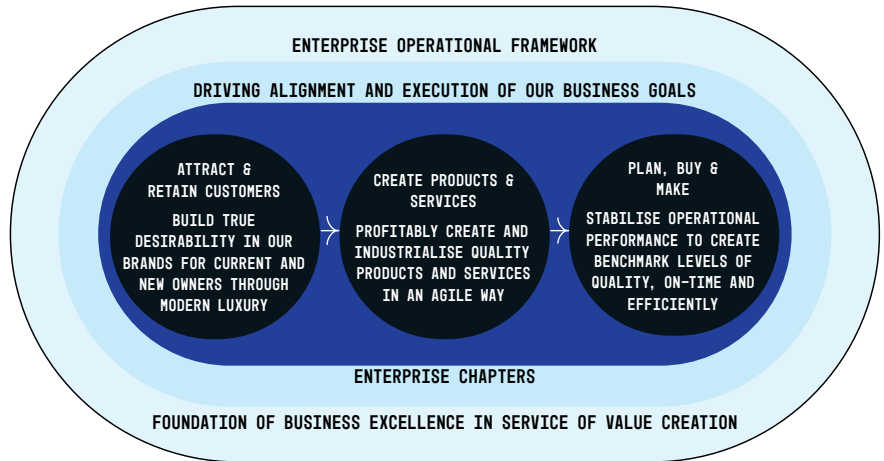 ENTERPRISE OPERATIONAL FRAMEWORK
DRIVING ALIGNMENT AND EXECUTION OF OUR BUSINESS GOALS
ATTRACT &
RETAIN CUSTOMERS
BUILD TRUE
DESIRABILITY IN OUR
BRANDS FOR CURRENT AND
NEW OWNERS THROUGH
MODERN LUXURY
CREATE PRODUCTS &
SERVICES
PROFITABLY CREATE AND
INDUSTRIALISE QUALITY
PRODUCTS AND SERVICES
IN AN AGILE WAY
PLAN, BUY &
MAKE
STABILISE OPERATIONAL
PERFORMANCE TO CREATE
BENCHMARK LEVELS OF
QUALITY, ON-TIME AND
EFFICIENTLY
ENTERPRISE CHAPTERS
FOUNDATION OF BUSINESS EXCELLENCE IN SERVICE OF VALUE CREATION